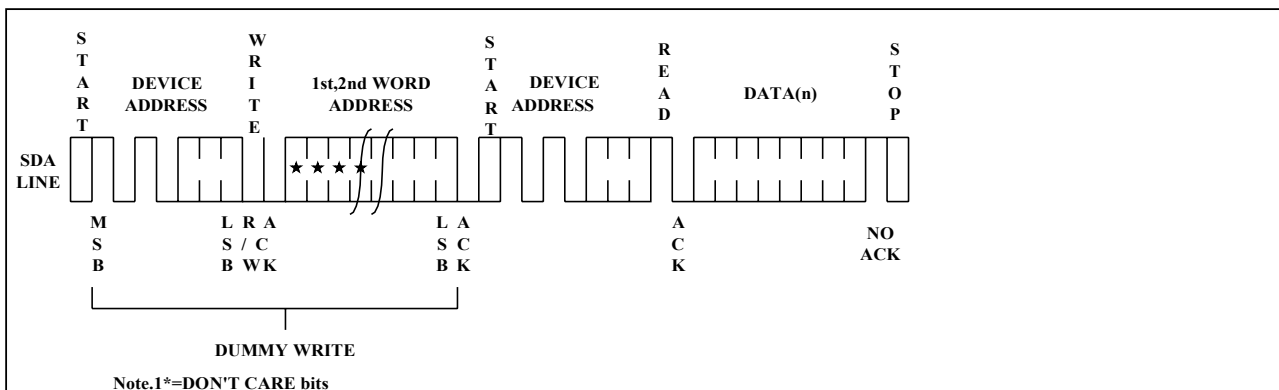 START
WRITE
START
READ
STOP
DEVICE
ADDRESS
1st,2nd WORD
ADDRESS
DEVICE
ADDRESS
DATA(n)
SDA
LINE
★ ★ ★ ★
MSB
LSB
R/W
ACK
LSB
ACK
ACK
NO
ACK
DUMMY WRITE
Note.1*=DON'T CARE bits